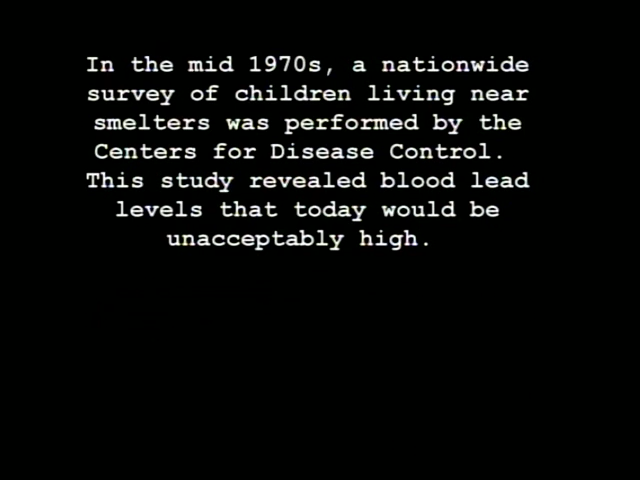 In the mid 1970s, a nationwide
survey of children living near
smelters was performed by the
Centers for Disease Control.
This study revealed blood lead
levels that today would be
unacceptably high.